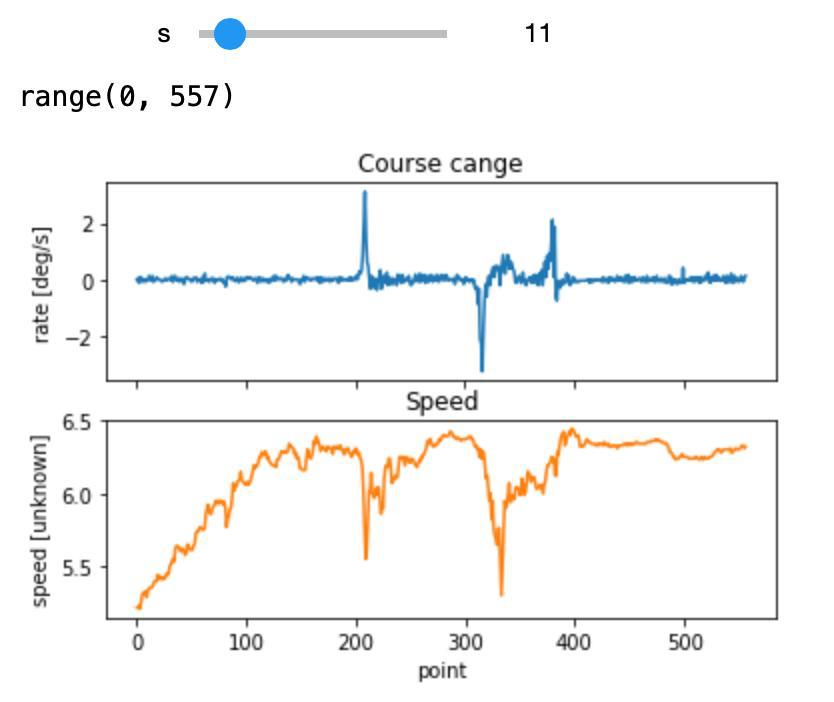 s 11
range(0, 557)
Course cange
2
0
−2
rate [deg/s]
Speed
6.5
6.0
5.5
speed [unknown]
0 100 200 300 400 500
point